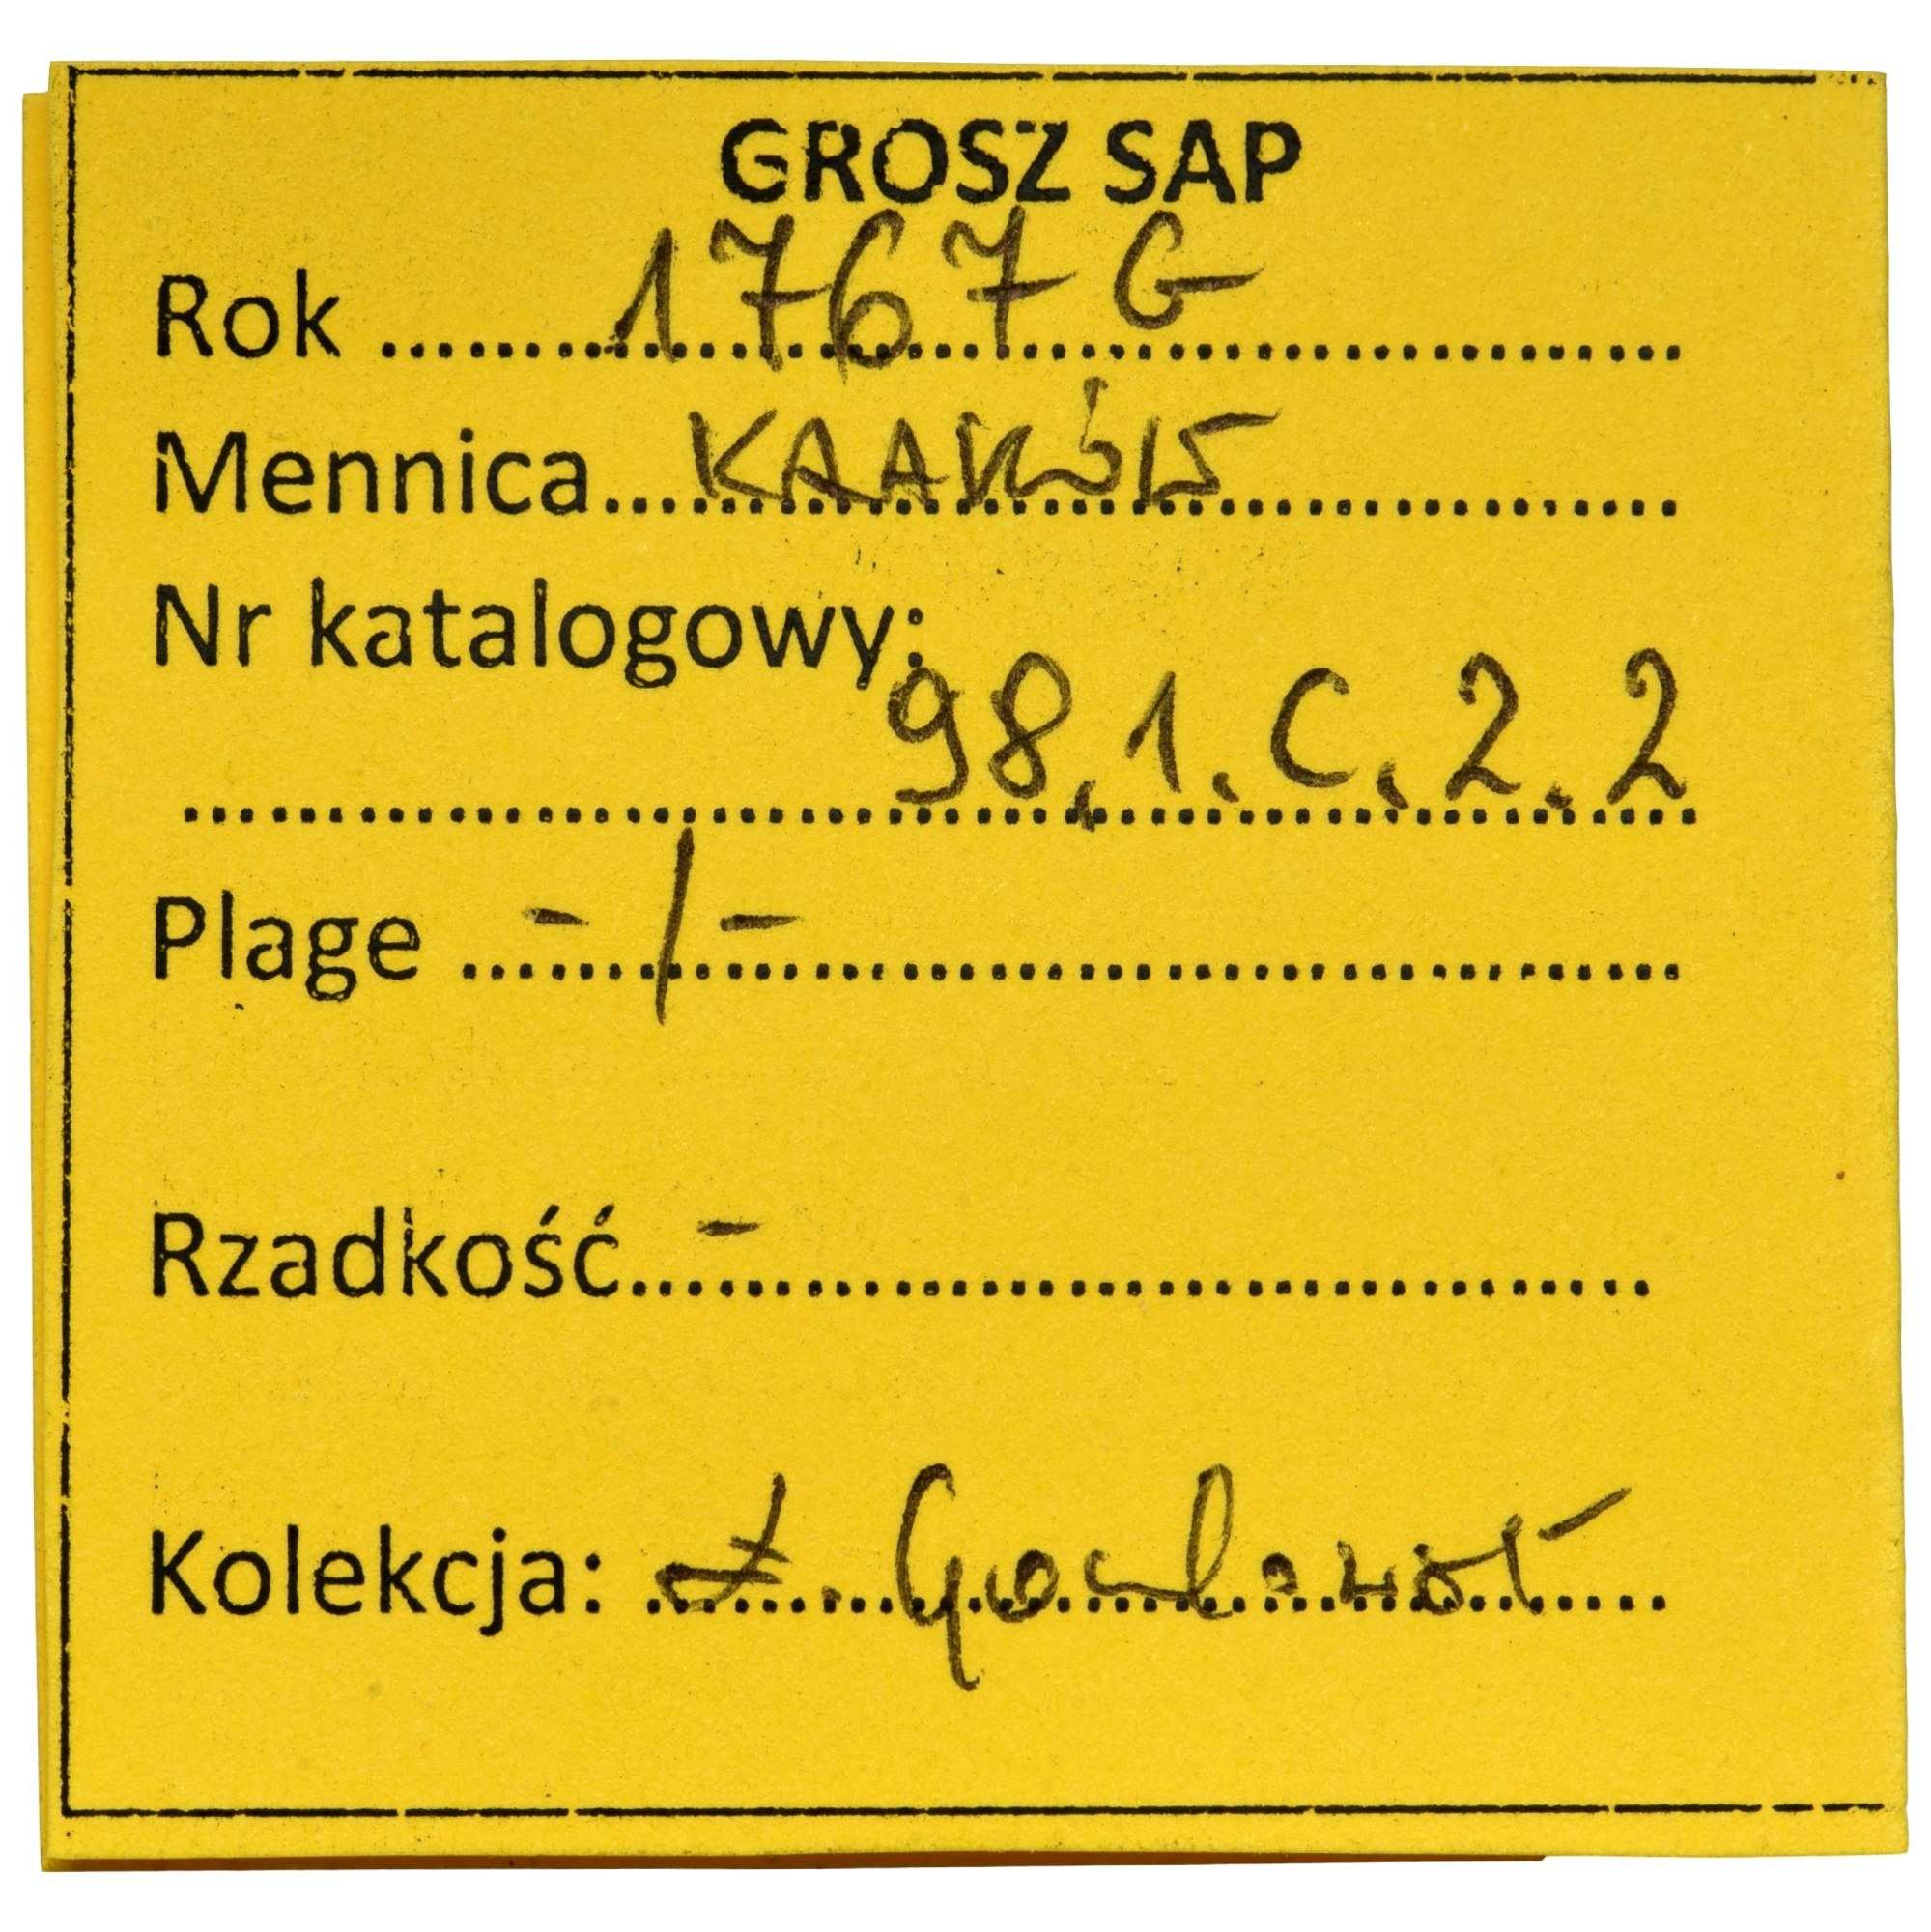 GROSZ SAP
Rok 1767 G
Mennica KRAKÓW
Nr katalogowy:
98.1.C.2.2
Plage -/-
Rzadkość -
Kolekcja: